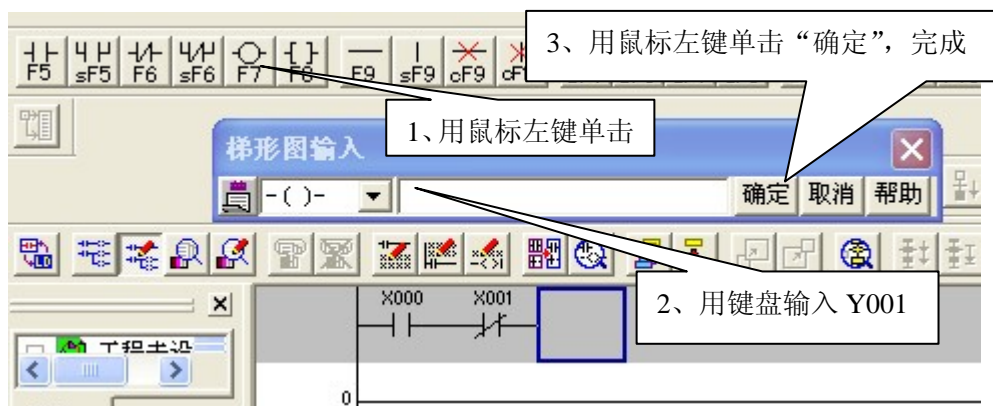 3、用鼠标左键单击“确定”，完成
F5 sF5 F6 sF6 F7 F8 F9 sF9 cF9
1、用鼠标左键单击
梯形图输入
-( )- 确定 取消 帮助
2、用键盘输入 Y001
X000 X001
0